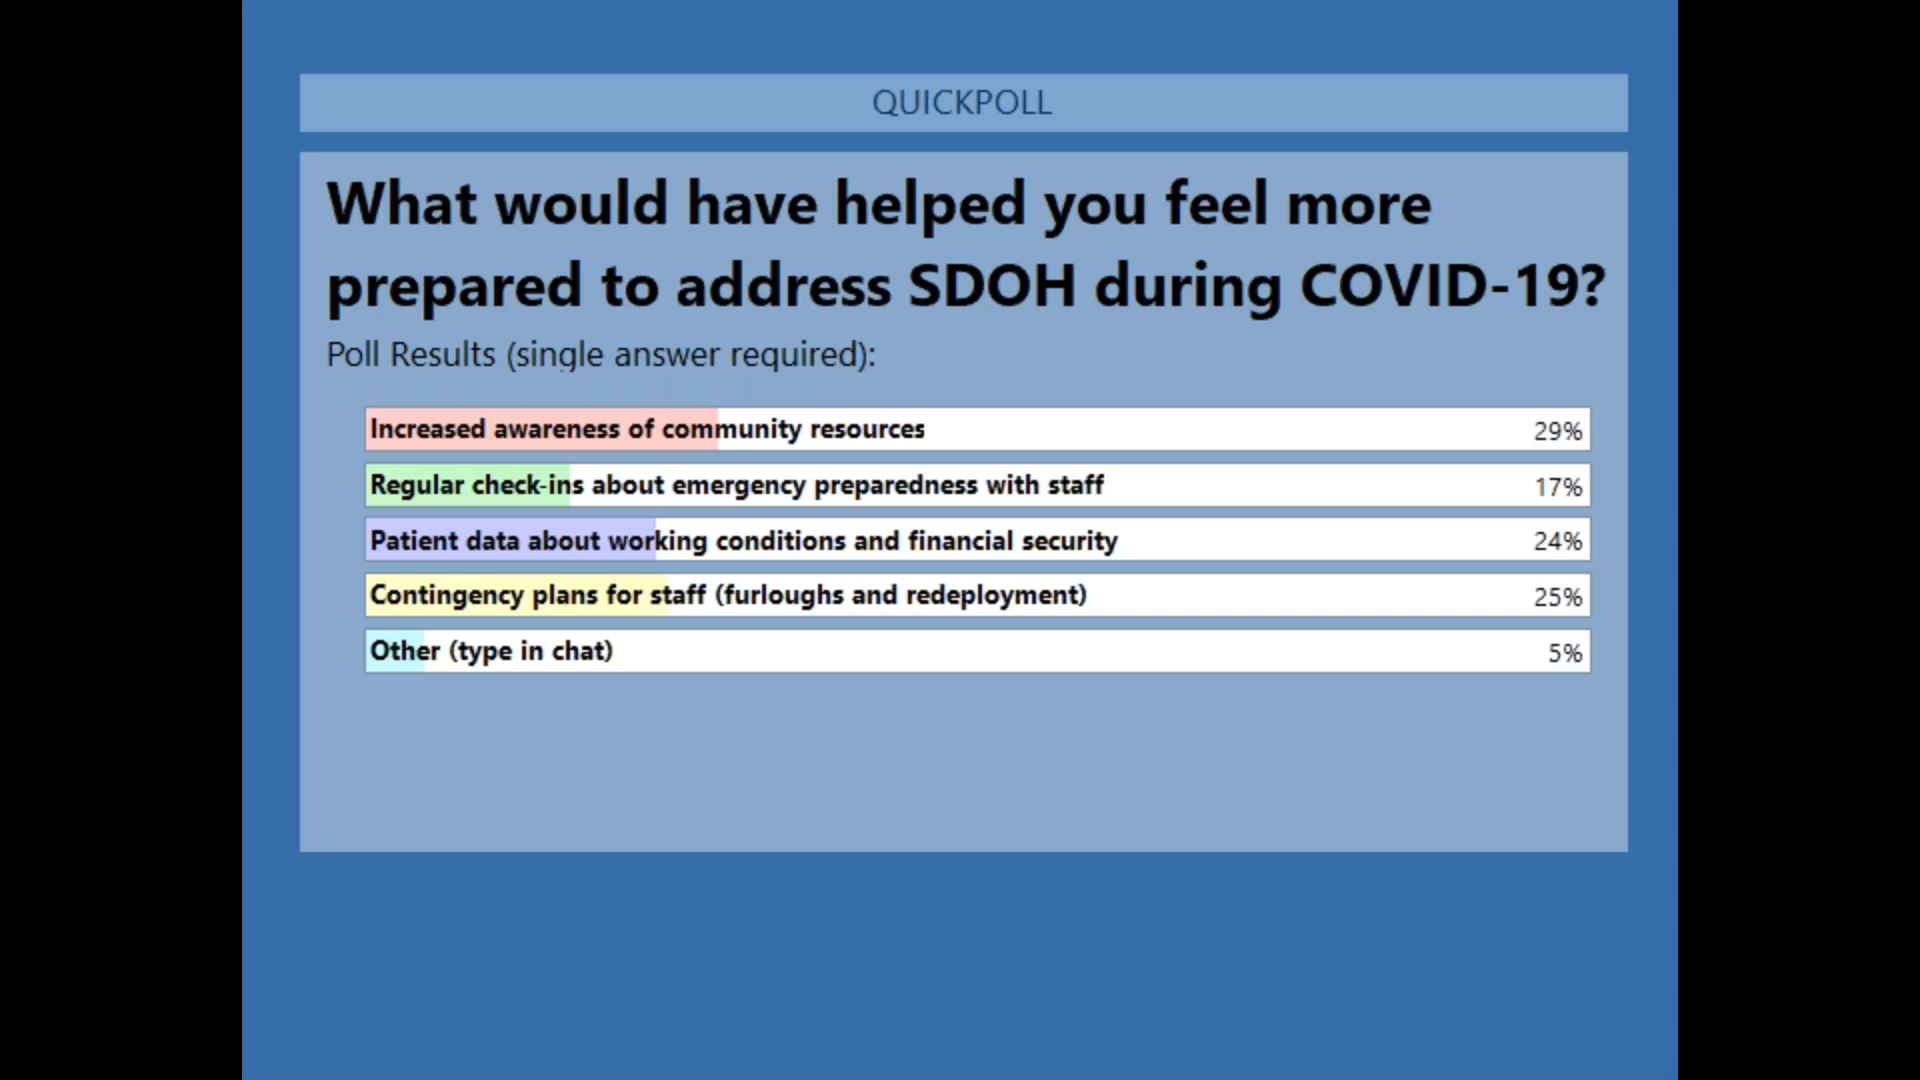 QUICKPOLL
What would have helped you feel more
prepared to address SDOH during COVID-19?
Poll Results (single answer required):
Increased awareness of community resources 29%
Regular check-ins about emergency preparedness with staff 17%
Patient data about working conditions and financial security 24%
Contingency plans for staff (furloughs and redeployment) 25%
Other (type in chat) 5%